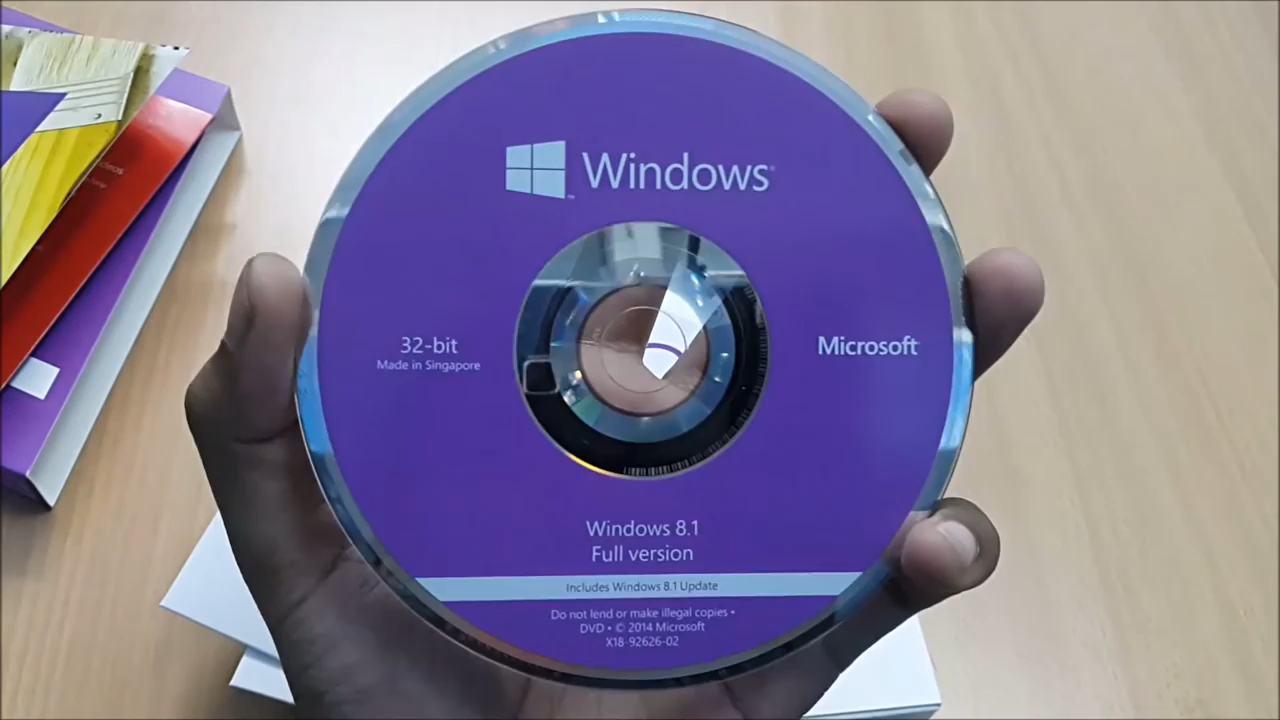 Windows
32-bit
Made in Singapore
Microsoft
Windows 8.1
Full version
Includes Windows 8.1 Update
Do not lend or make illegal copies •
DVD • © 2014 Microsoft
X18-92626-02